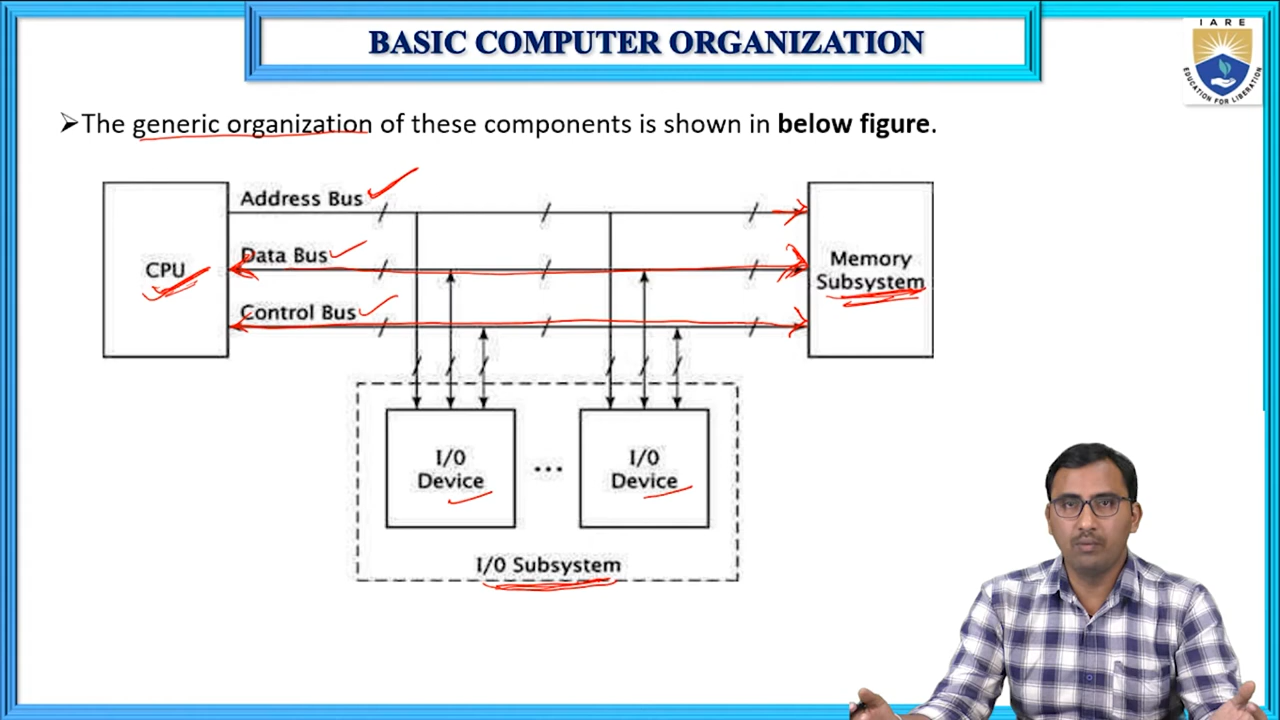 BASIC COMPUTER ORGANIZATION
I A R E
EDUCATION FOR LIBERATION
➢The generic organization of these components is shown in below figure.
Address Bus
CPU
Data Bus
Memory
Subsystem
Control Bus
I/O
Device
...
I/O
Device
I/O Subsystem